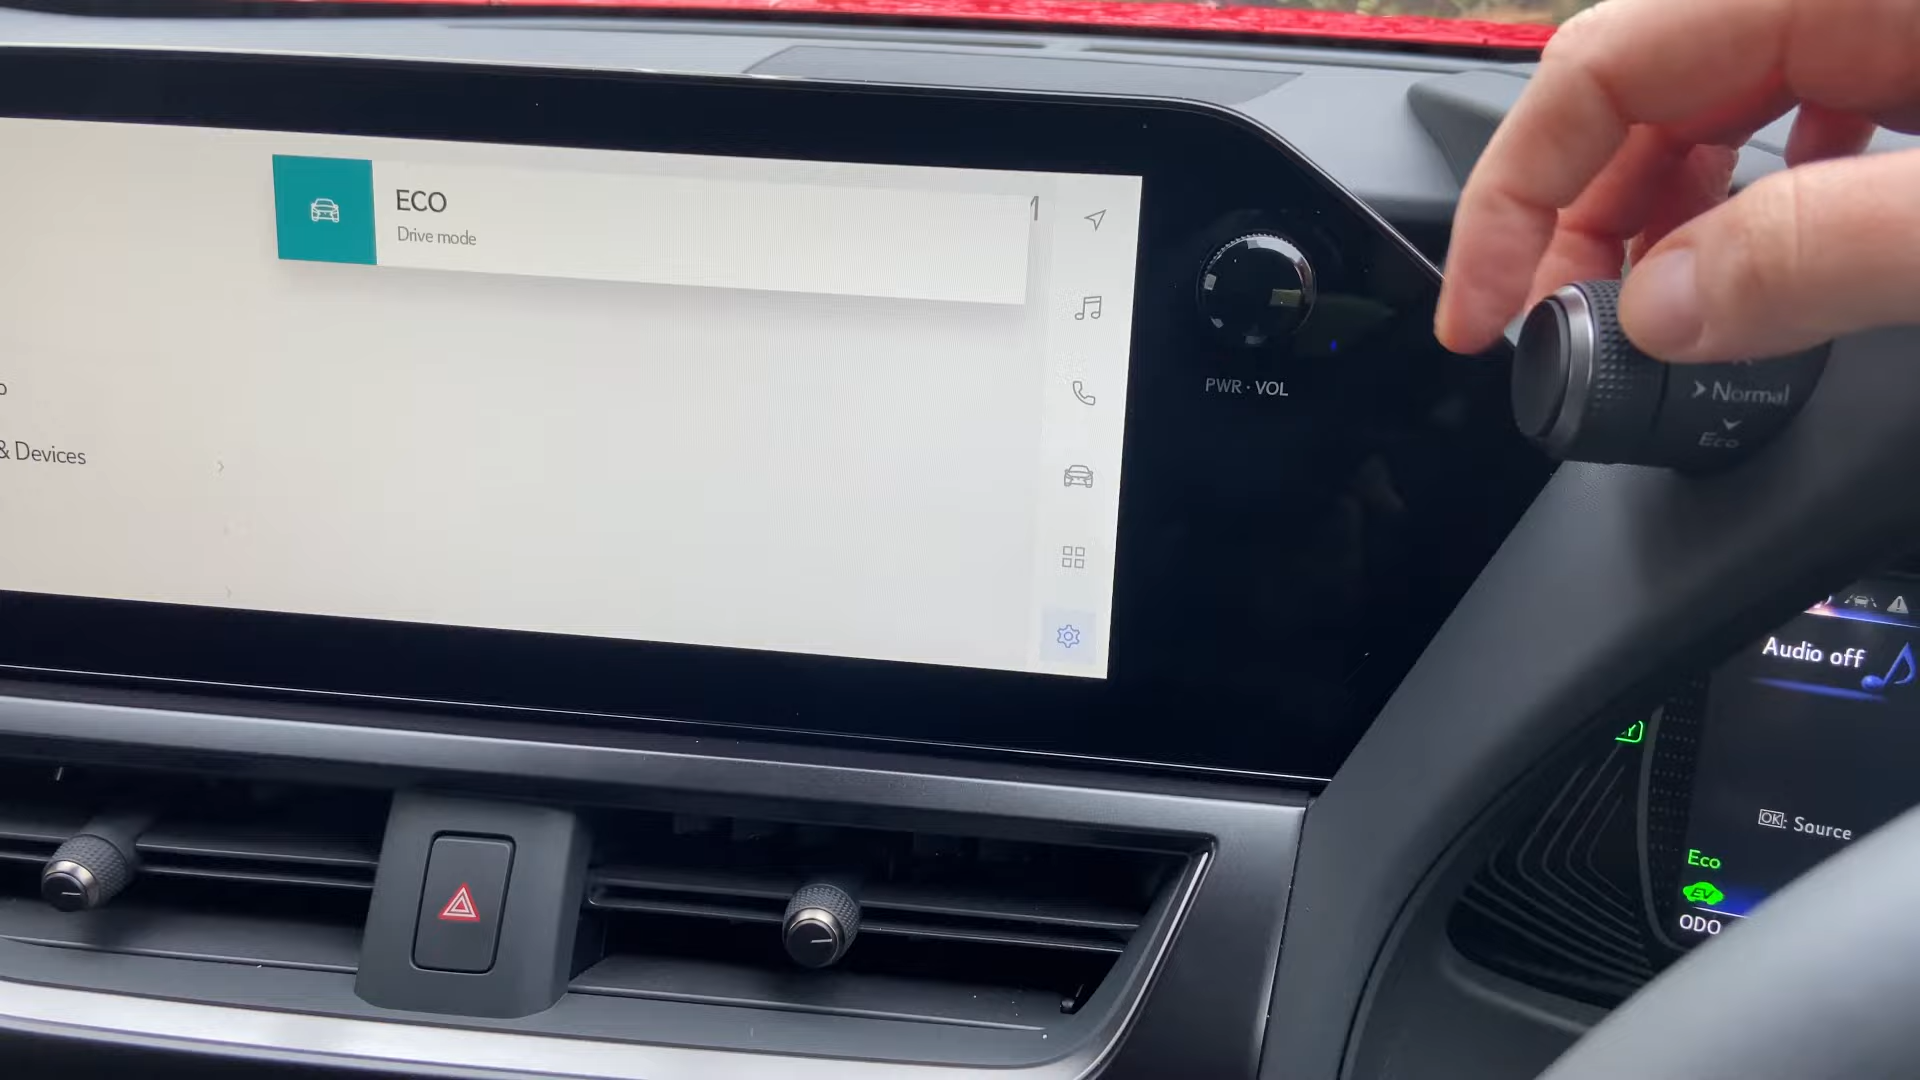 ECO
Drive mode
& Devices
PWR · VOL
Normal
Eco
Audio off
OK: Source
Eco
EV
ODO